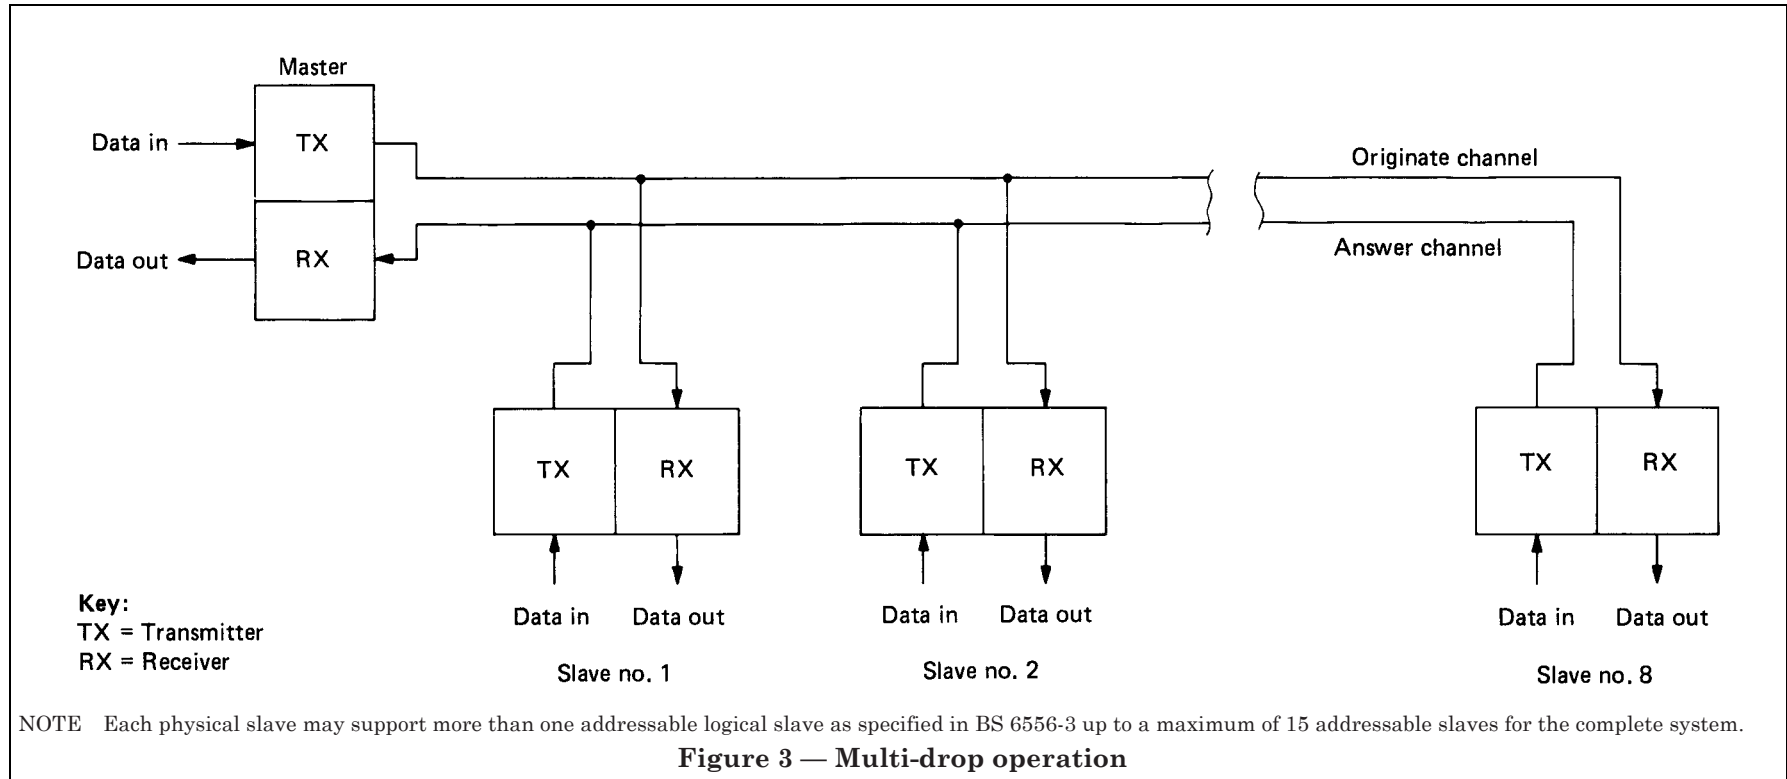 Master
Data in
TX
Originate channel
Answer channel
Data out
RX
TX
RX
TX
RX
TX
RX
Key:
TX = Transmitter
RX = Receiver
Data in
Data out
Data in
Data out
Data in
Data out
Slave no. 1
Slave no. 2
Slave no. 8
NOTE Each physical slave may support more than one addressable logical slave as specified in BS 6556-3 up to a maximum of 15 addressable slaves for the complete system.
Figure 3 — Multi-drop operation